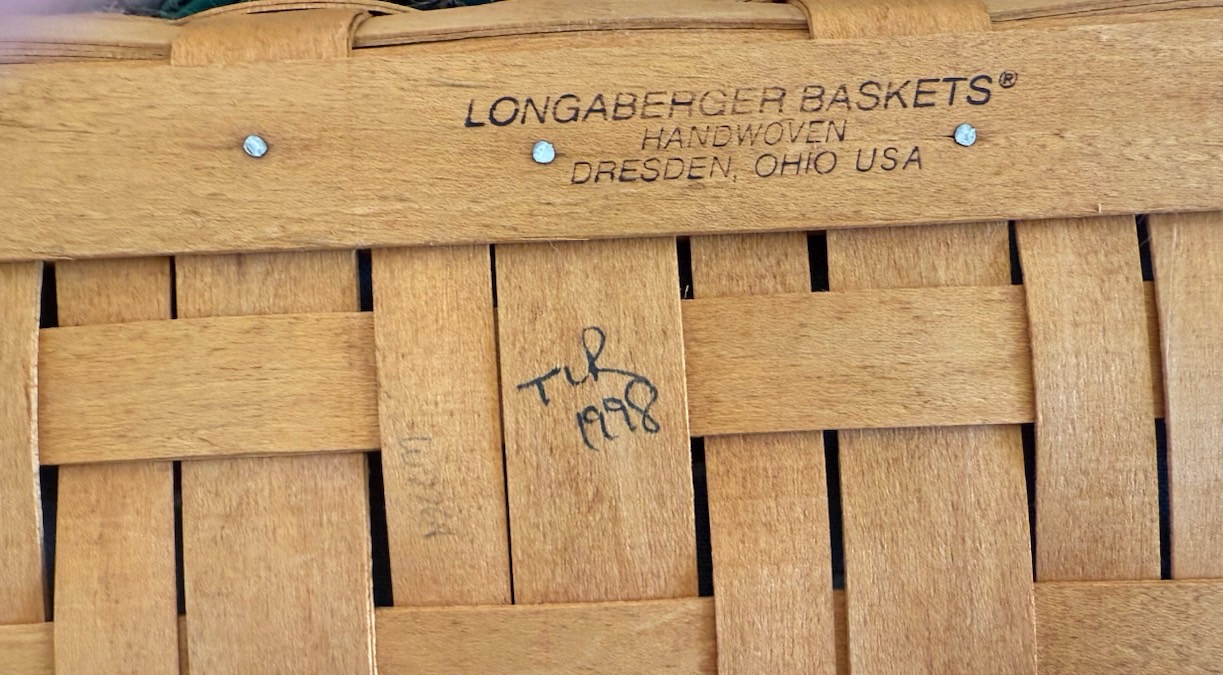 LONGABERGER BASKETS®
HANDWOVEN
DRESDEN, OHIO USA
TLR
1998